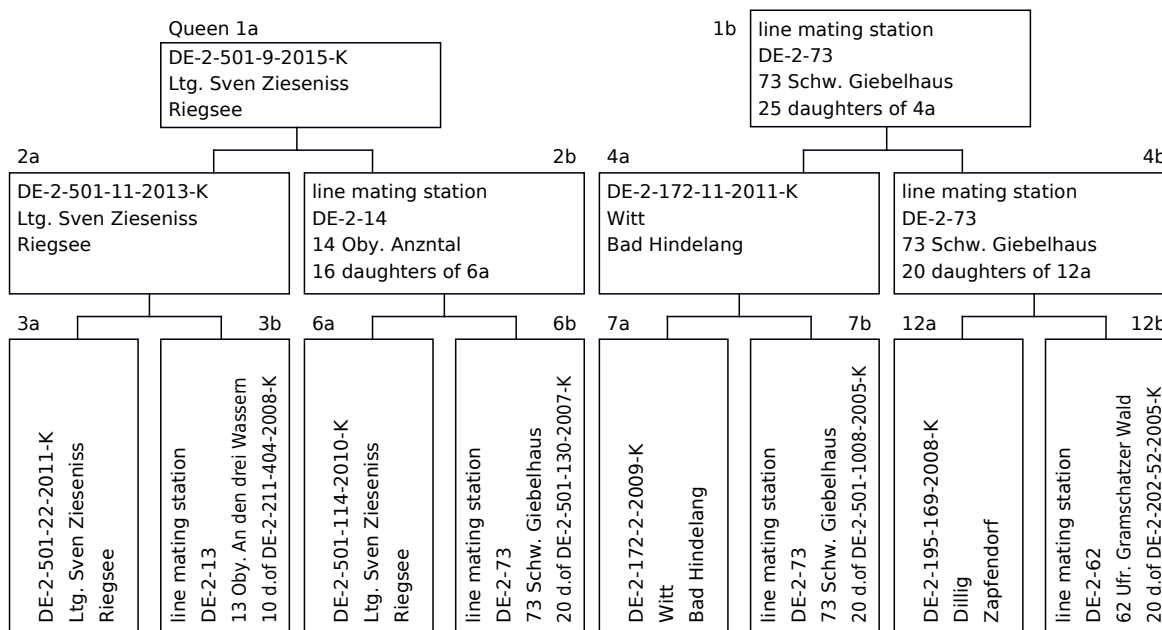 Queen 1a
DE-2-501-9-2015-K
Ltg. Sven Zieseniss
Riegsee
1b
line mating station
DE-2-73
73 Schw. Giebelhaus
25 daughters of 4a
2a
DE-2-501-11-2013-K
Ltg. Sven Zieseniss
Riegsee
2b
line mating station
DE-2-14
14 Oby. Anzntal
16 daughters of 6a
4a
DE-2-172-11-2011-K
Witt
Bad Hindelang
4b
line mating station
DE-2-73
73 Schw. Giebelhaus
20 daughters of 12a
3a
DE-2-501-22-2011-K
Ltg. Sven Zieseniss
Riegsee
3b
line mating station
DE-2-13
13 Oby. An den drei Wassern
10 d.of DE-2-211-404-2008-K
6a
DE-2-501-114-2010-K
Ltg. Sven Zieseniss
Riegsee
6b
line mating station
DE-2-73
73 Schw. Giebelhaus
20 d.of DE-2-501-130-2007-K
7a
DE-2-172-2-2009-K
Witt
Bad Hindelang
7b
line mating station
DE-2-73
73 Schw. Giebelhaus
20 d.of DE-2-501-1008-2005-K
12a
DE-2-195-169-2008-K
Dillig
Zapfendorf
12b
line mating station
DE-2-62
62 Ufr. Gramschatzer Wald
20 d.of DE-2-202-52-2005-K